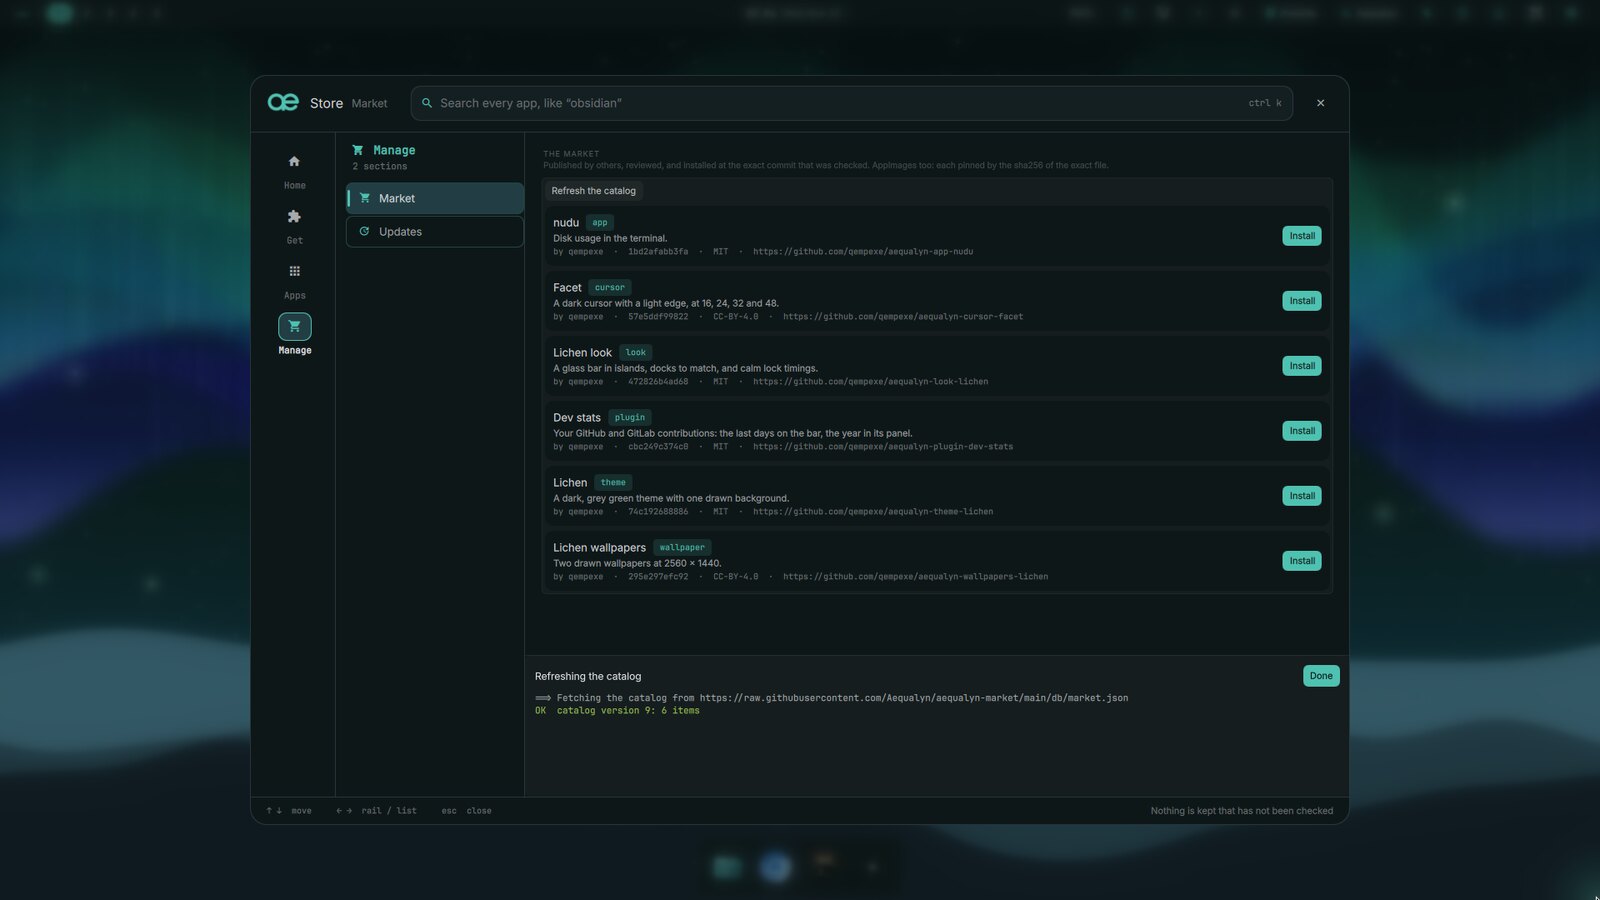 ae Store Market
Search every app, like “obsidian”
ctrl k
×
Home
Get
Apps
Manage
Manage
2 sections
Market
Updates
THE MARKET
Published by others, reviewed, and installed at the exact commit that was checked. AppImages too: each pinned by the sha256 of the exact file.
Refresh the catalog
nudu app
Disk usage in the terminal.
by qempexe · 1bd2afabb3fa · MIT · https://github.com/qempexe/aequalyn-app-nudu
Install
Facet cursor
A dark cursor with a light edge, at 16, 24, 32 and 48.
by qempexe · 57e5ddf99822 · CC-BY-4.0 · https://github.com/qempexe/aequalyn-cursor-facet
Install
Lichen look look
A glass bar in islands, docks to match, and calm lock timings.
by qempexe · 472826b4ad68 · MIT · https://github.com/qempexe/aequalyn-look-lichen
Install
Dev stats plugin
Your GitHub and GitLab contributions: the last days on the bar, the year in its panel.
by qempexe · cbc249c374c0 · MIT · https://github.com/qempexe/aequalyn-plugin-dev-stats
Install
Lichen theme
A dark, grey green theme with one drawn background.
by qempexe · 74c192688886 · MIT · https://github.com/qempexe/aequalyn-theme-lichen
Install
Lichen wallpapers wallpaper
Two drawn wallpapers at 2560 × 1440.
by qempexe · 295e297efc92 · CC-BY-4.0 · https://github.com/qempexe/aequalyn-wallpapers-lichen
Install
Refreshing the catalog
Done
==> Fetching the catalog from https://raw.githubusercontent.com/Aequalyn/aequalyn-market/main/db/market.json
OK catalog version 9: 6 items
↑ ↓ move ← → rail / list esc close
Nothing is kept that has not been checked